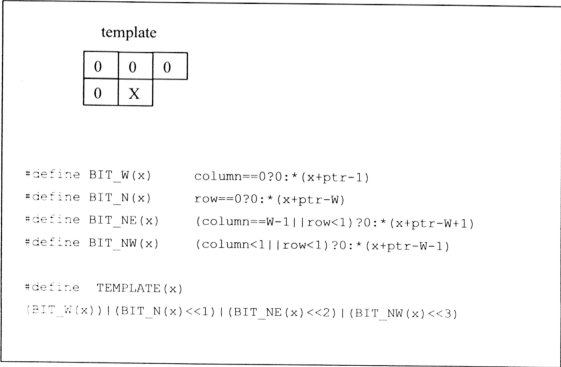 template
0 0 0
0 X
#define BIT_W(x) column==0?0:*(x+ptr-1)
#define BIT_N(x) row==0?0:*(x+ptr-W)
#define BIT_NE(x) (column==W-1||row<1)?0:*(x+ptr-W+1)
#define BIT_NW(x) (column<1||row<1)?0:*(x+ptr-W-1)
#define TEMPLATE(x)
(BIT_W(x))|(BIT_N(x)<<1)|(BIT_NE(x)<<2)|(BIT_NW(x)<<3)